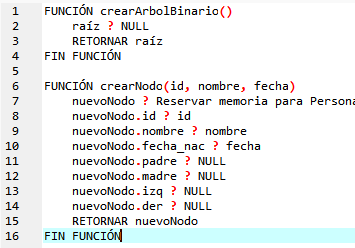 1 FUNCIÓN crearArbolBinario()
2 raíz ? NULL
3 RETORNAR raíz
4 FIN FUNCIÓN
5
6 FUNCIÓN crearNodo(id, nombre, fecha)
7 nuevoNodo ? Reservar memoria para Persona
8 nuevoNodo.id ? id
9 nuevoNodo.nombre ? nombre
10 nuevoNodo.fecha_nac ? fecha
11 nuevoNodo.padre ? NULL
12 nuevoNodo.madre ? NULL
13 nuevoNodo.izq ? NULL
14 nuevoNodo.der ? NULL
15 RETORNAR nuevoNodo
16 FIN FUNCIÓN